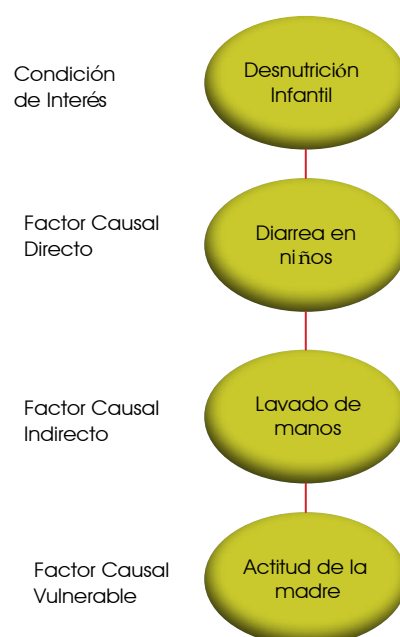 Condición
de Interés
Desnutrición
Infantil
Factor Causal
Directo
Diarrea en
niños
Factor Causal
Indirecto
Lavado de
manos
Factor Causal
Vulnerable
Actitud de la
madre